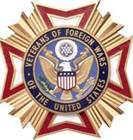 VETERANS OF FOREIGN WARS
OF THE UNITED STATES